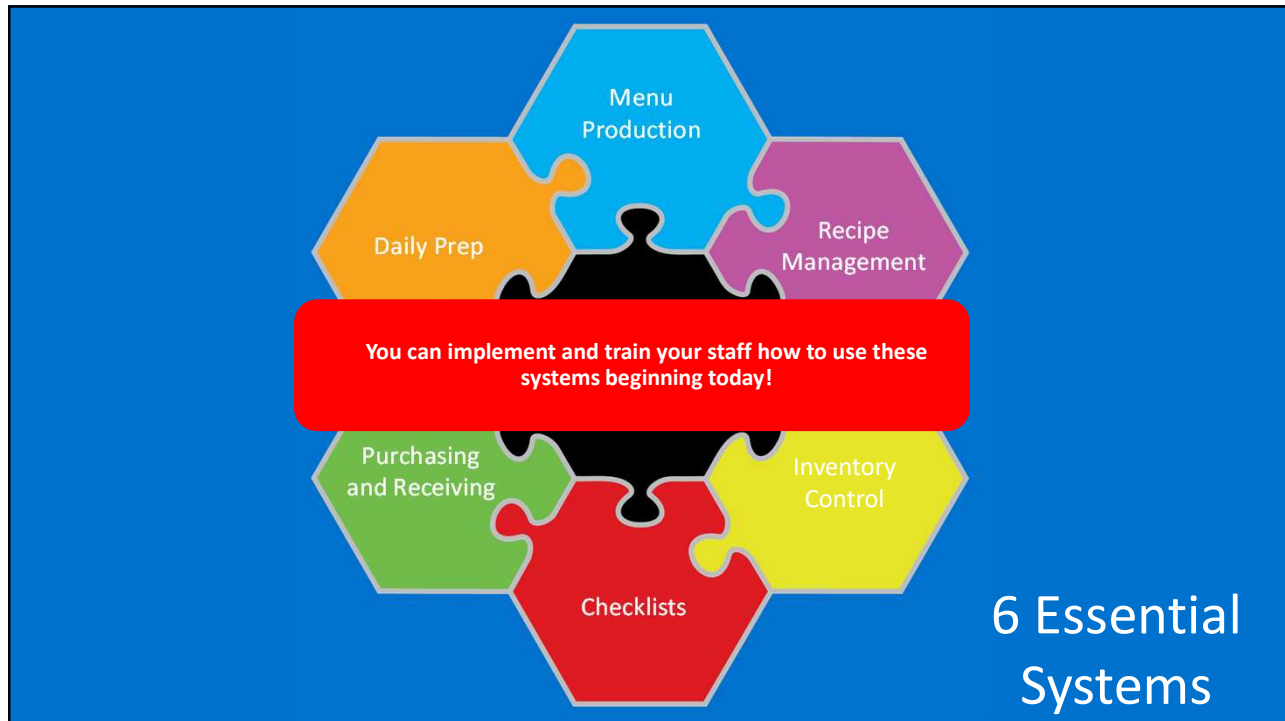 Menu
Production
Daily Prep
Recipe
Management
You can implement and train your staff how to use these
systems beginning today!
Purchasing
and Receiving
Inventory
Control
Checklists
6 Essential
Systems